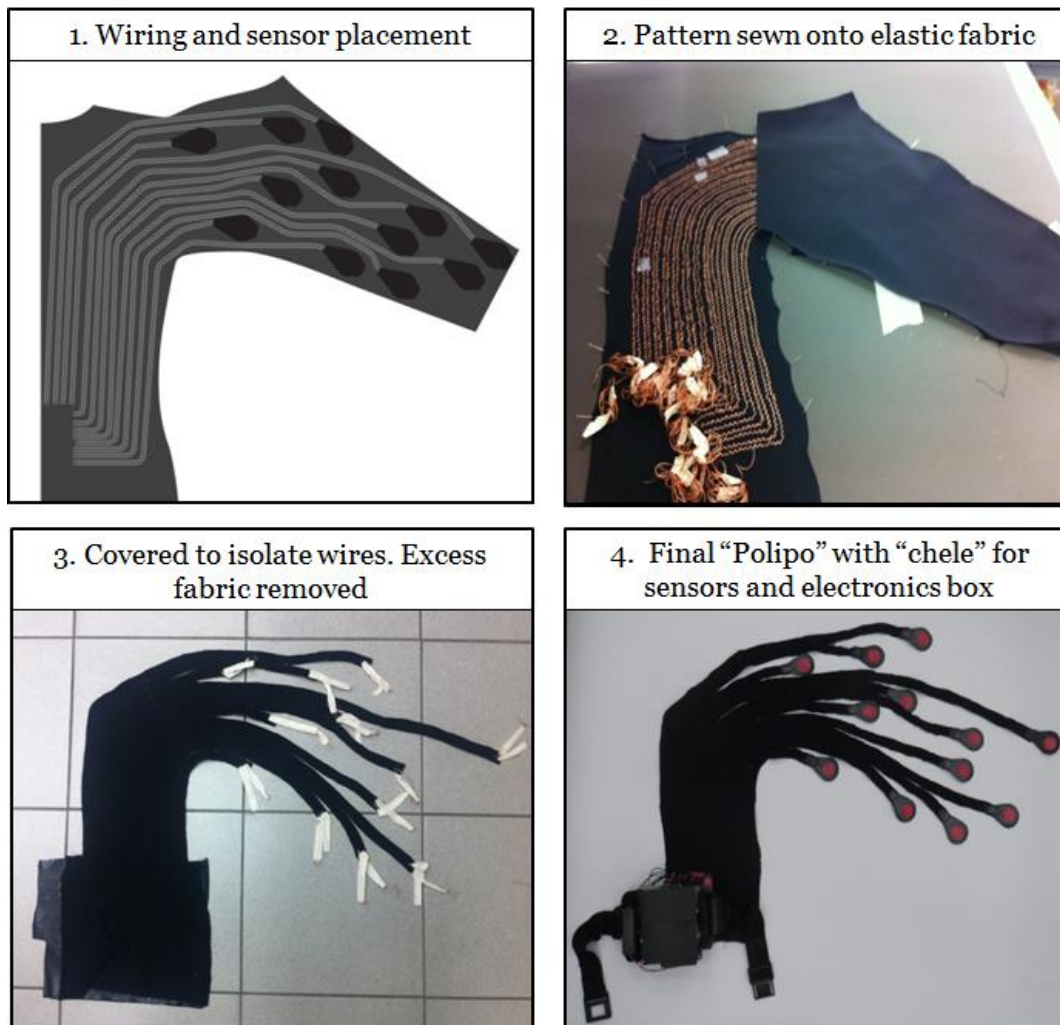 1. Wiring and sensor placement
2. Pattern sewn onto elastic fabric
3. Covered to isolate wires. Excess
fabric removed
4. Final “Polipo” with “chele” for
sensors and electronics box